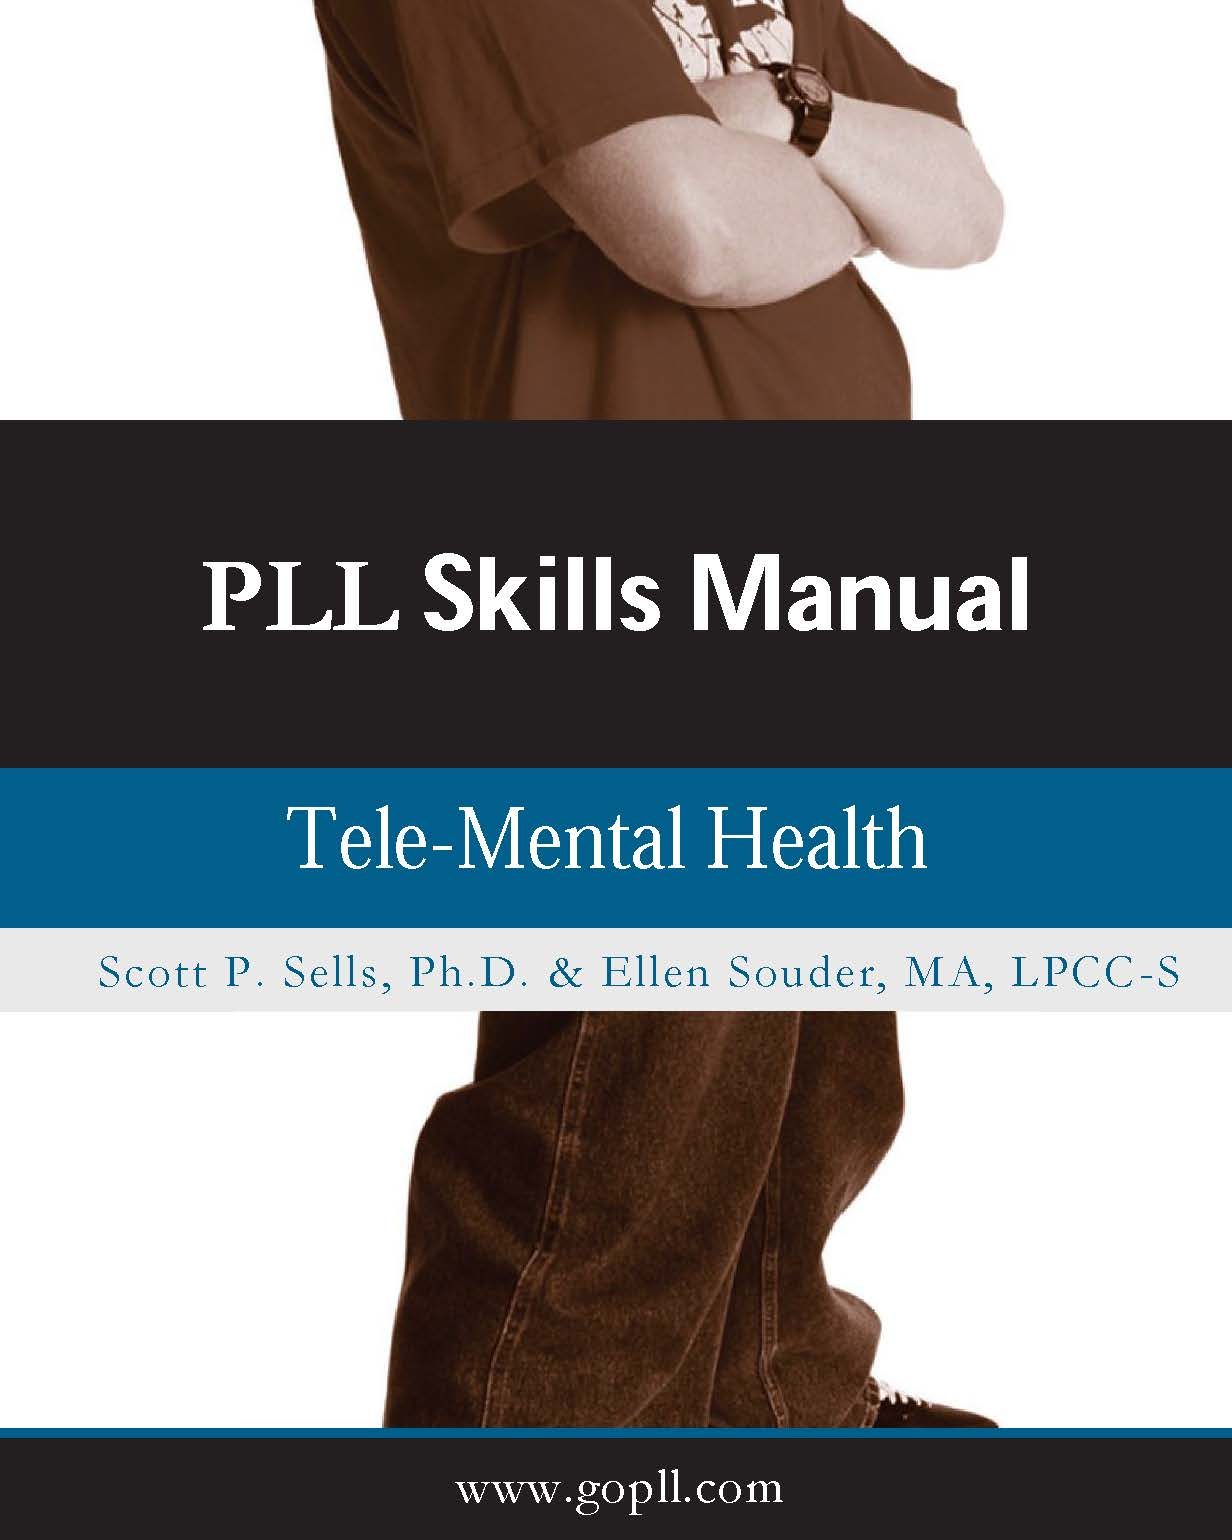 PLL Skills Manual
Tele-Mental Health
Scott P. Sells, Ph.D. & Ellen Souder, MA, LPCC-S
www.gopll.com